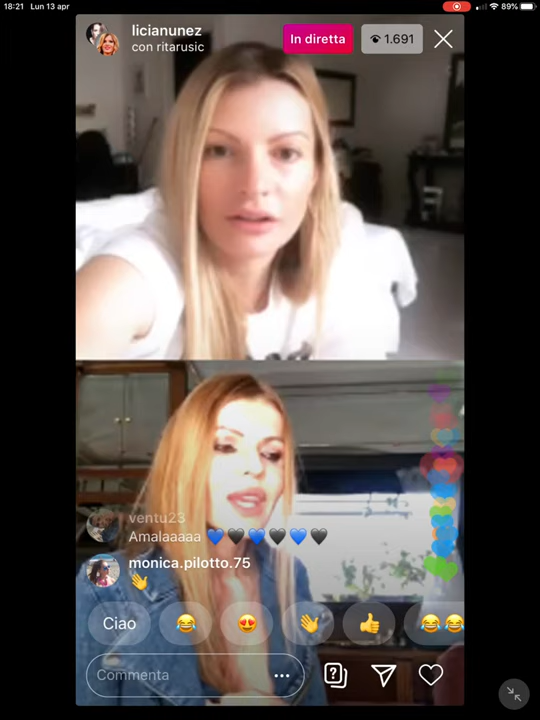 18:21 Lun 13 apr 89%
licianunez
con ritarusic
In diretta
1.691
ventu23
Amalaaaaa 💙🖤💙🖤💙🖤
monica.pilotto.75
👋
Ciao 😂 😍 👋 👍 😂😂
Commenta